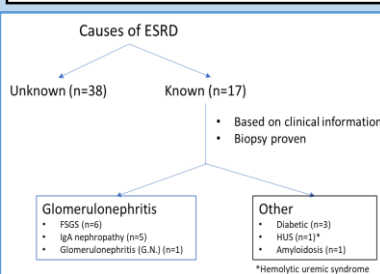 Causes of ESRD
Unknown (n=38)
Known (n=17)
• Based on clinical information
• Biopsy proven
Glomerulonephritis
• FSGS (n=6)
• IgA nephropathy (n=5)
• Glomerulonephritis (G.N.) (n=1)
Other
• Diabetic (n=3)
• HUS (n=1)*
• Amyloidosis (n=1)
*Hemolytic uremic syndrome